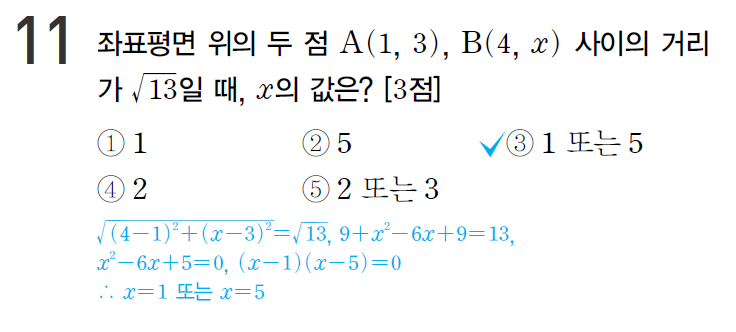 11 좌표평면 위의 두 점 A(1, 3), B(4, x) 사이의 거리
가 √13일 때, x의 값은? [3점]
① 1 ② 5 ✓③ 1 또는 5
④ 2 ⑤ 2 또는 3
√(4−1)²+(x−3)²=√13, 9+x²−6x+9=13,
x²−6x+5=0, (x−1)(x−5)=0
∴ x=1 또는 x=5